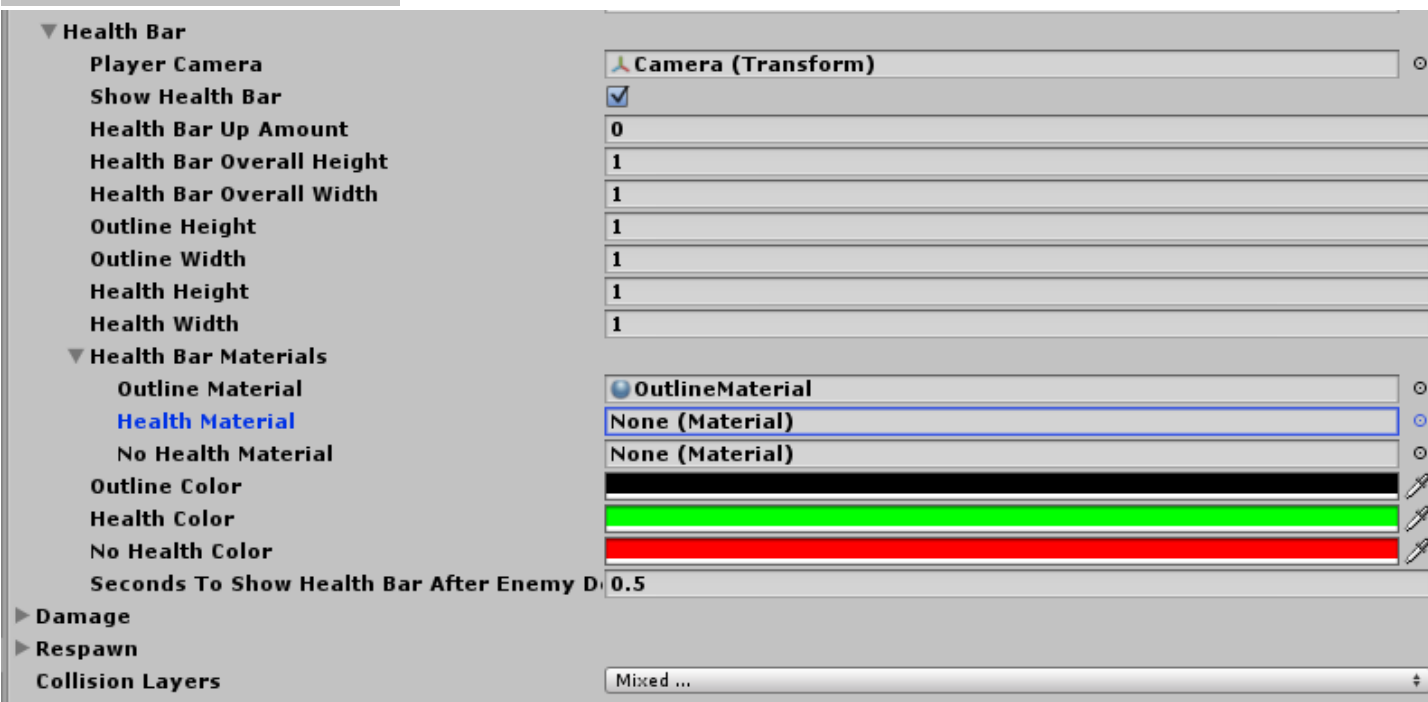 Health Bar
Player Camera Camera (Transform)
Show Health Bar
Health Bar Up Amount 0
Health Bar Overall Height 1
Health Bar Overall Width 1
Outline Height 1
Outline Width 1
Health Height 1
Health Width 1
Health Bar Materials
Outline Material OutlineMaterial
Health Material None (Material)
No Health Material None (Material)
Outline Color
Health Color
No Health Color
Seconds To Show Health Bar After Enemy D 0.5
Damage
Respawn
Collision Layers Mixed ...